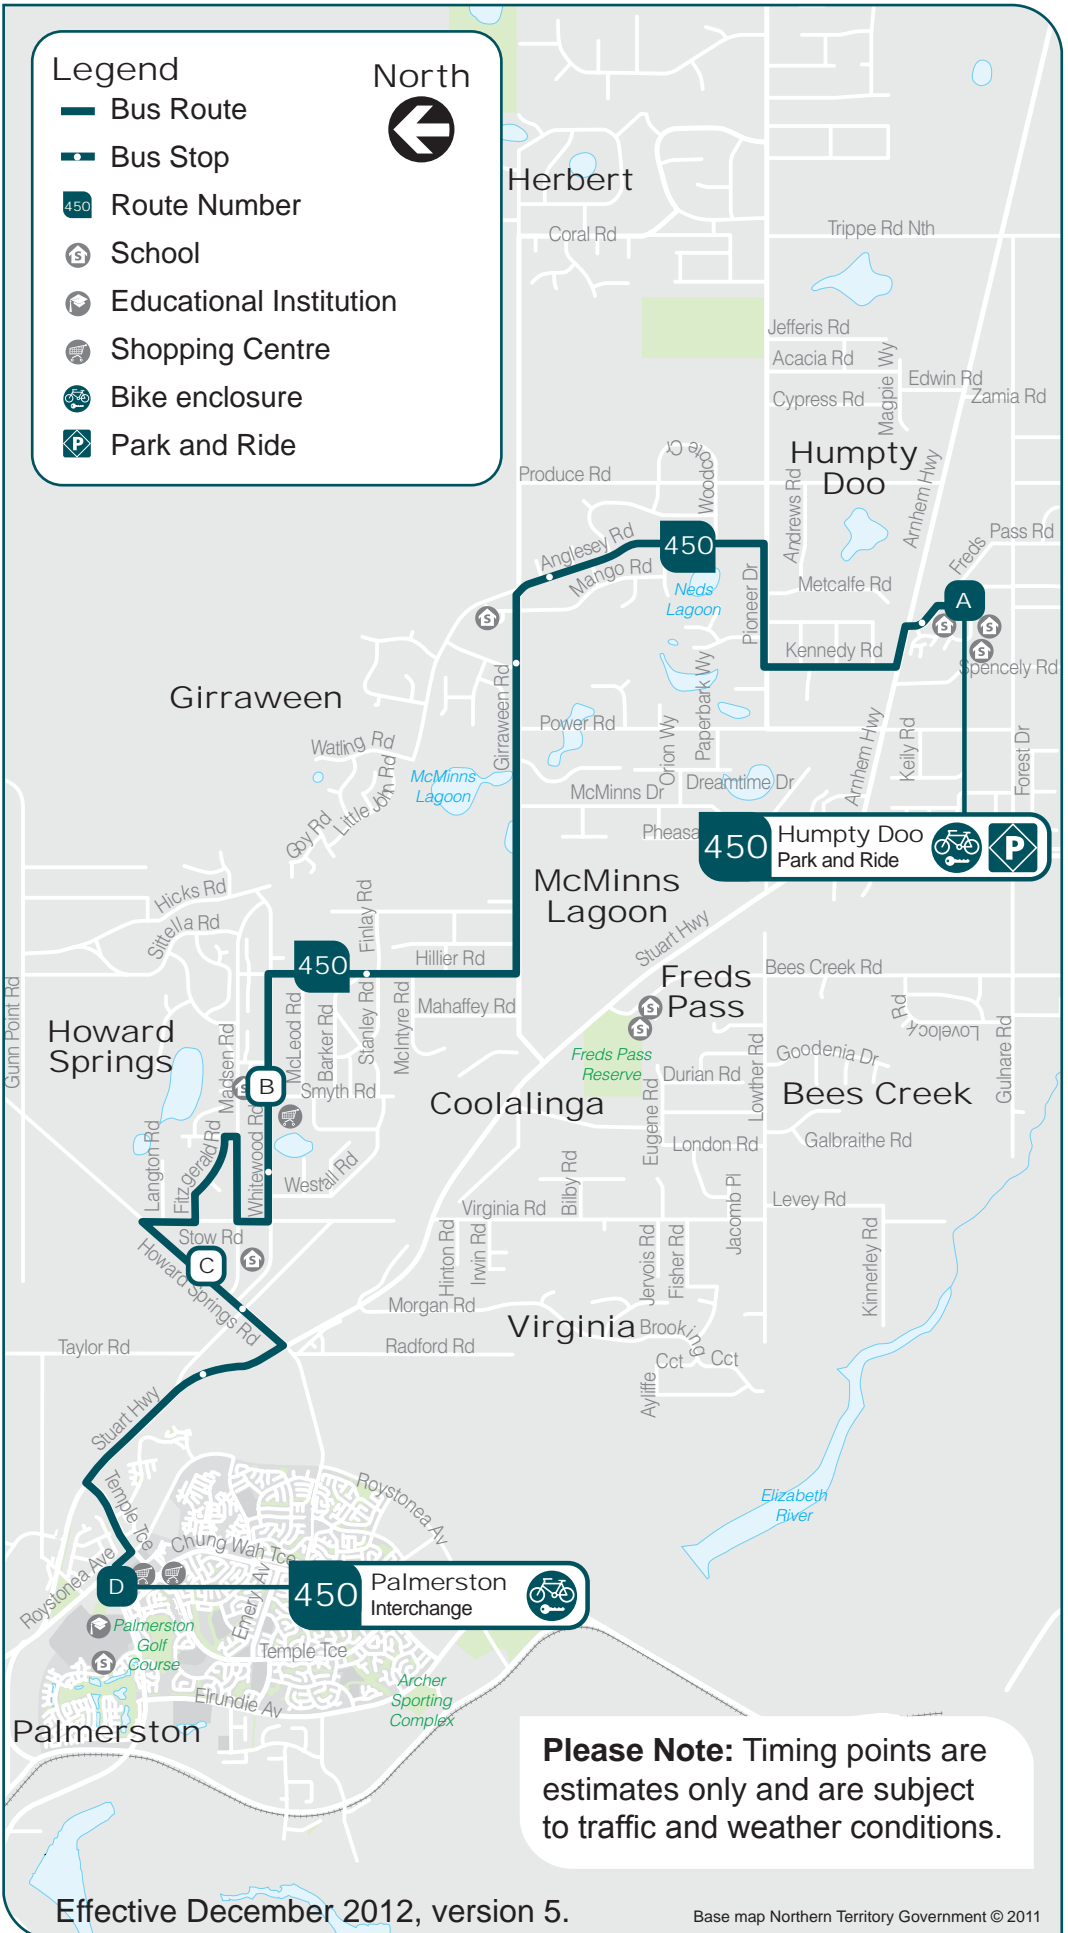 Legend
North
Bus Route
Bus Stop
450 Route Number
School
Educational Institution
Shopping Centre
Bike enclosure
P Park and Ride
Herbert
Coral Rd
Trippe Rd Nth
Jefferis Rd
Acacia Rd
Magpie Wy
Edwin Rd
Cypress Rd
Zamia Rd
Humpty
Doo
Produce Rd
Woodcote Cr
Andrews Rd
Arnhem Hwy
Freds
Pass Rd
Anglesey Rd
450
Mango Rd
Neds
Lagoon
Pioneer Dr
Metcalfe Rd
A
Kennedy Rd
Spencely Rd
Girraween
Girraween Rd
Paperbark Wy
Power Rd
Orion Wy
Arnhem Hwy
Keily Rd
Forest Dr
Watling Rd
Little John Rd
McMinns
Lagoon
McMinns Dr
Dreamtime Dr
Goy Rd
Pheasa
450
Humpty Doo
Park and Ride
P
McMinns
Lagoon
Hicks Rd
Sittella Rd
Finlay Rd
Stuart Hwy
450
Hillier Rd
Freds
Pass
Bees Creek Rd
Gunn Point Rd
Mahaffey Rd
Howard
Springs
Madsen Rd
McLeod Rd
Barker Rd
Stanley Rd
McIntyre Rd
Lovelock Rd
Gulnare Rd
Freds Pass
Reserve
Goodenia Dr
Durian Rd
Lowther Rd
B
Smyth Rd
Coolalinga
Bees Creek
Eugene Rd
Langton Rd
Fitzgerald Rd
Whitewood Rd
London Rd
Galbraithe Rd
Westall Rd
Bilby Rd
Jacomb Pl
Virginia Rd
Levey Rd
Stow Rd
C
Howard Springs Rd
Hinton Rd
Irwin Rd
Jervois Rd
Fisher Rd
Kinnerley Rd
Morgan Rd
Virginia
Brooking
Cct
Taylor Rd
Radford Rd
Ayliffe
Cct
Stuart Hwy
Temple Tce
Roystonea Av
Elizabeth
River
Chung Wah Tce
Roystonea Ave
D
450
Palmerston
Interchange
Emery Av
Palmerston
Golf
Course
Temple Tce
Archer
Sporting
Complex
Elrundie Av
Palmerston
Please Note: Timing points are
estimates only and are subject
to traffic and weather conditions.
Effective December 2012, version 5.
Base map Northern Territory Government © 2011